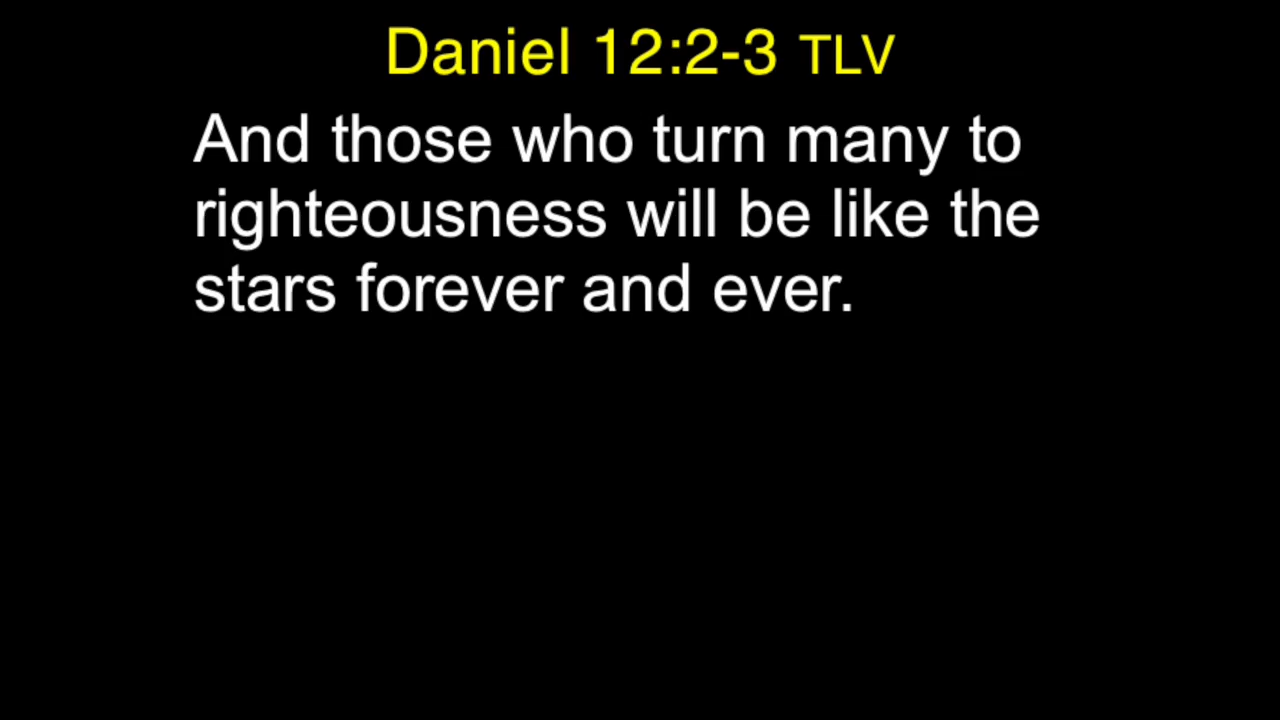 Daniel 12:2-3 TLV
And those who turn many to
righteousness will be like the
stars forever and ever.